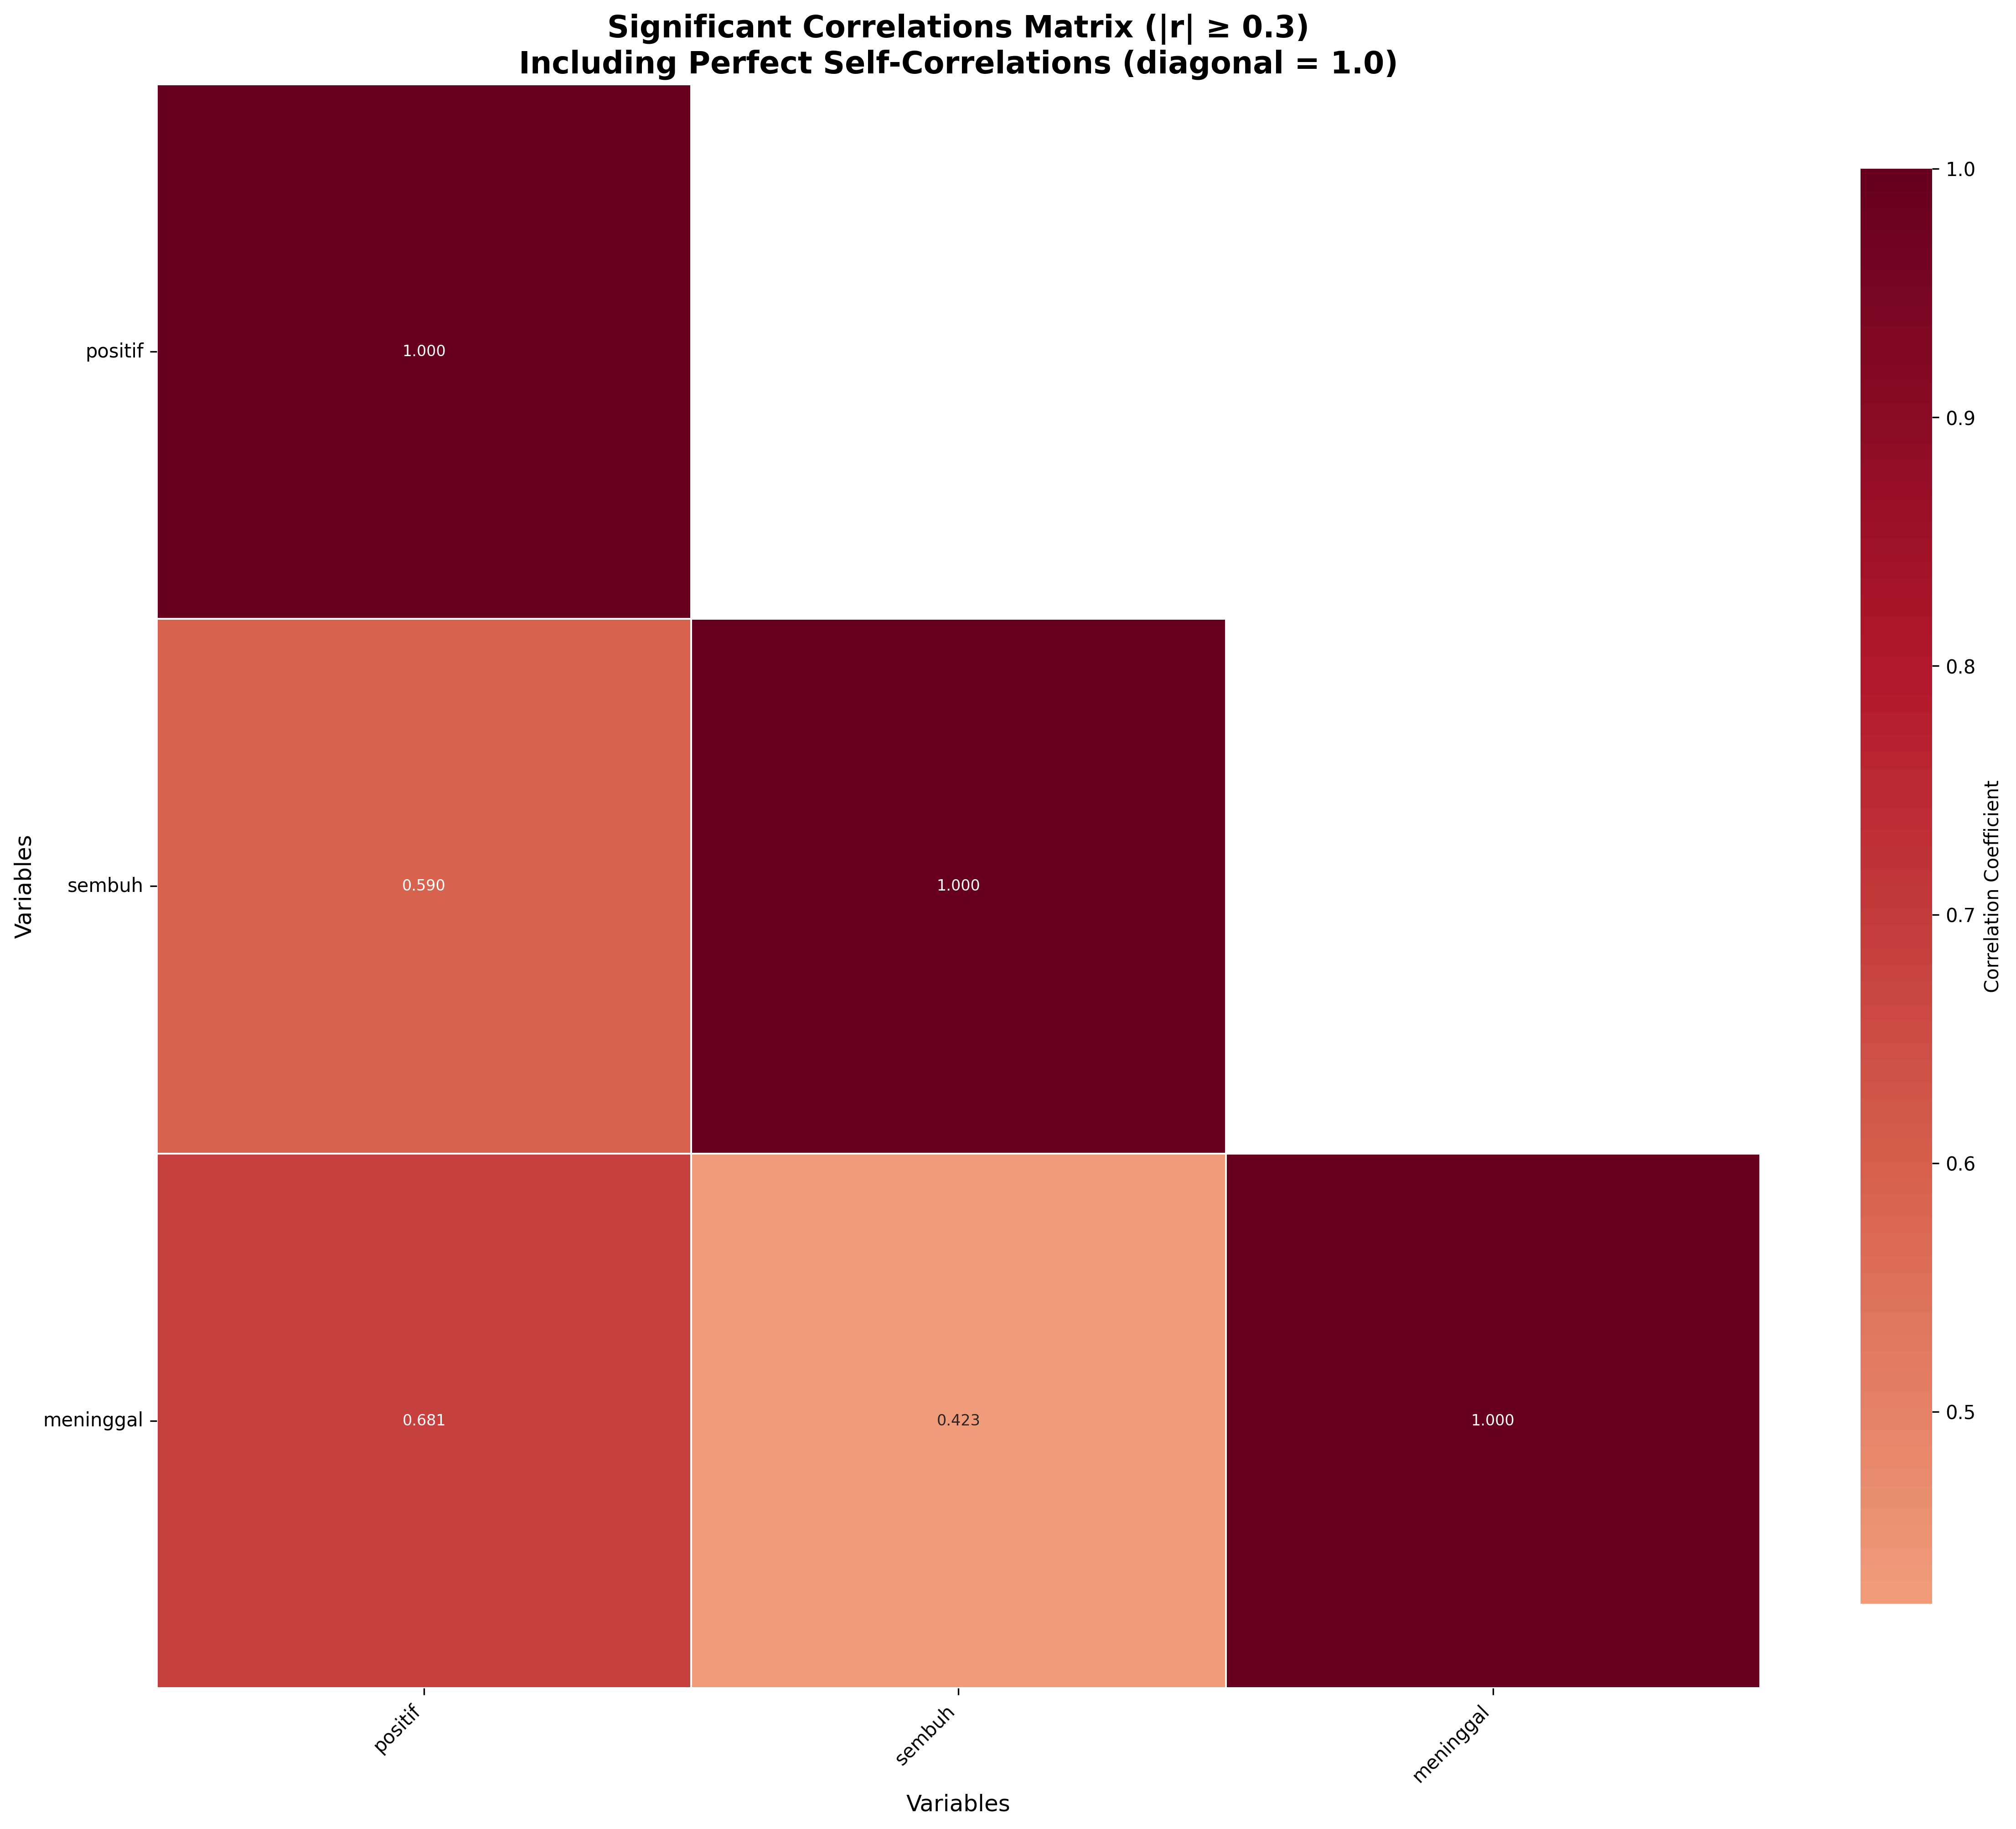 Significant Correlations Matrix (|r| ≥ 0.3)
Including Perfect Self-Correlations (diagonal = 1.0)
Variables
positif
sembuh
meninggal
1.000
0.590
1.000
0.681
0.423
1.000
positif
sembuh
meninggal
Variables
1.0
0.9
0.8
0.7
0.6
0.5
Correlation Coefficient